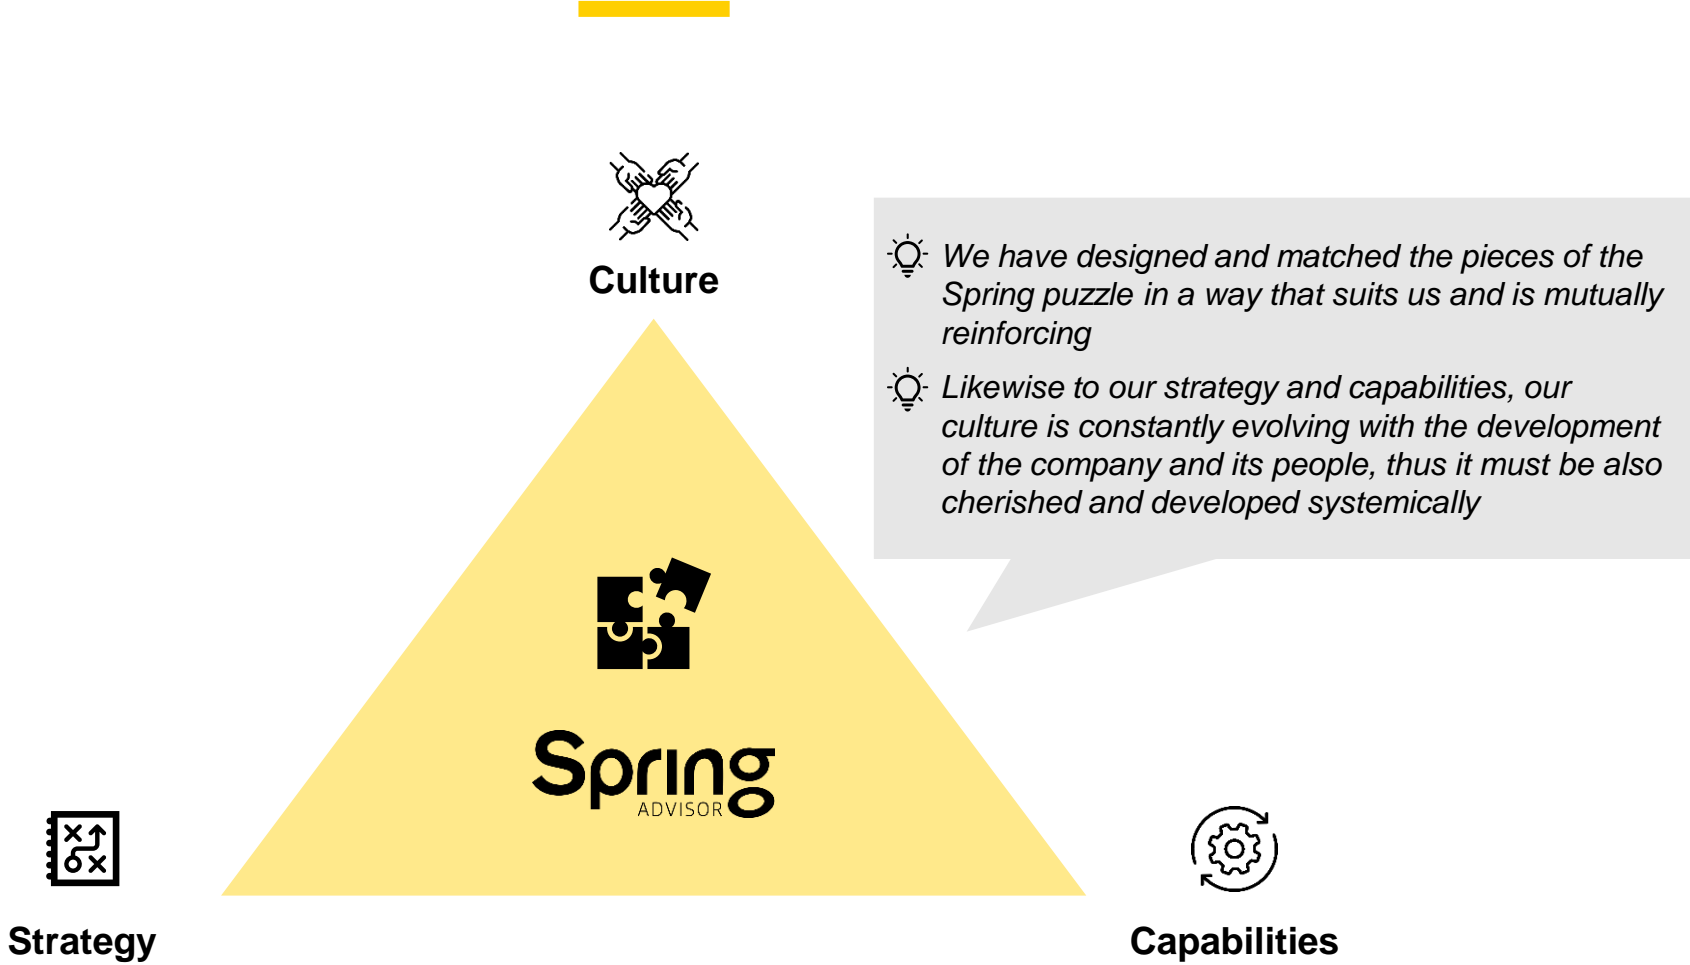 Culture
We have designed and matched the pieces of the
Spring puzzle in a way that suits us and is mutually
reinforcing
Likewise to our strategy and capabilities, our
culture is constantly evolving with the development
of the company and its people, thus it must be also
cherished and developed systemically
Spring
ADVISOR
Strategy
Capabilities